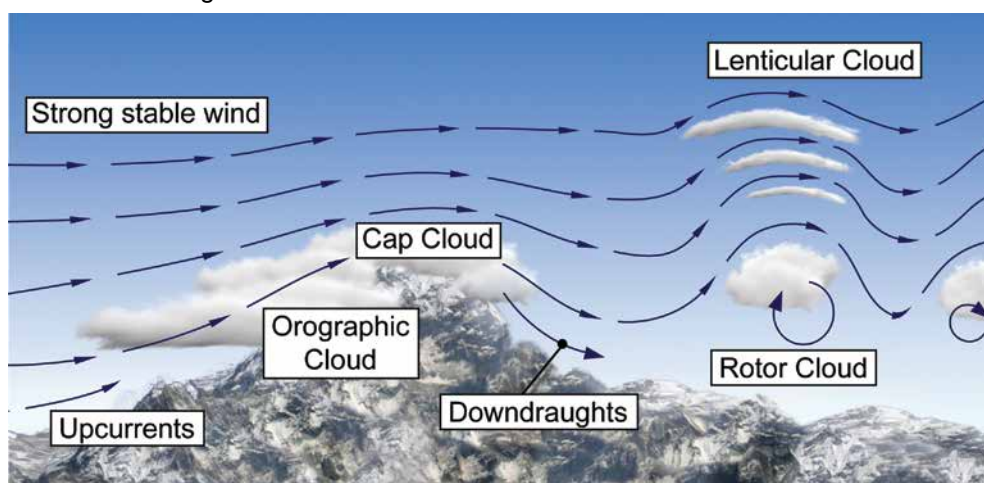 Lenticular Cloud
Strong stable wind
Cap Cloud
Orographic
Cloud
Rotor Cloud
Downdraughts
Upcurrents